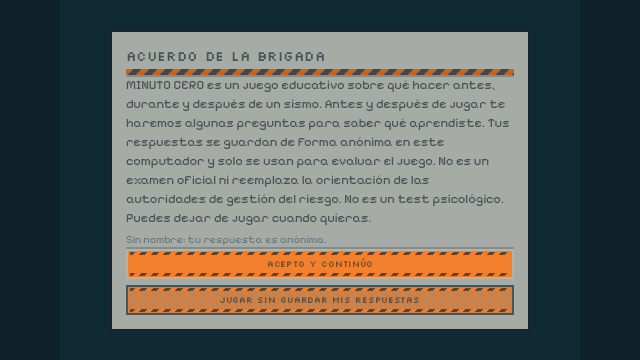 ACUERDO DE LA BRIGADA
MINUTO CERO es un juego educativo sobre qué hacer antes,
durante y después de un sismo. Antes y después de jugar te
haremos algunas preguntas para saber qué aprendiste. Tus
respuestas se guardan de forma anónima en este
computador y solo se usan para evaluar el juego. No es un
examen oficial ni reemplaza la orientación de las
autoridades de gestión del riesgo. No es un test psicológico.
Puedes dejar de jugar cuando quieras.
Sin nombre: tu respuesta es anónima.
ACEPTO Y CONTINÚO
JUGAR SIN GUARDAR MIS RESPUESTAS